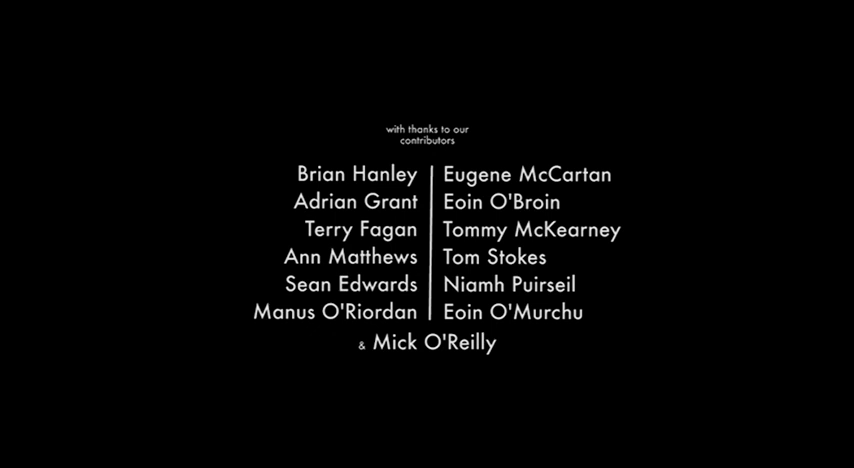 with thanks to our
contributors
Brian Hanley
Adrian Grant
Terry Fagan
Ann Matthews
Sean Edwards
Manus O'Riordan
Eugene McCartan
Eoin O'Broin
Tommy McKearney
Tom Stokes
Niamh Puirseil
Eoin O'Murchu
& Mick O'Reilly